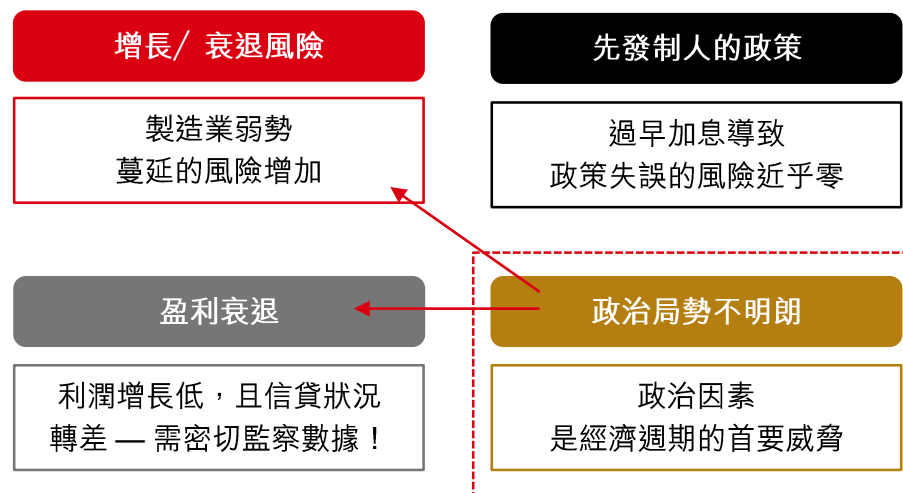 增長/ 衰退風險
製造業弱勢
蔓延的風險增加
先發制人的政策
過早加息導致
政策失誤的風險近乎零
盈利衰退
利潤增長低，且信貸狀況
轉差 — 需密切監察數據！
政治局勢不明朗
政治因素
是經濟週期的首要威脅